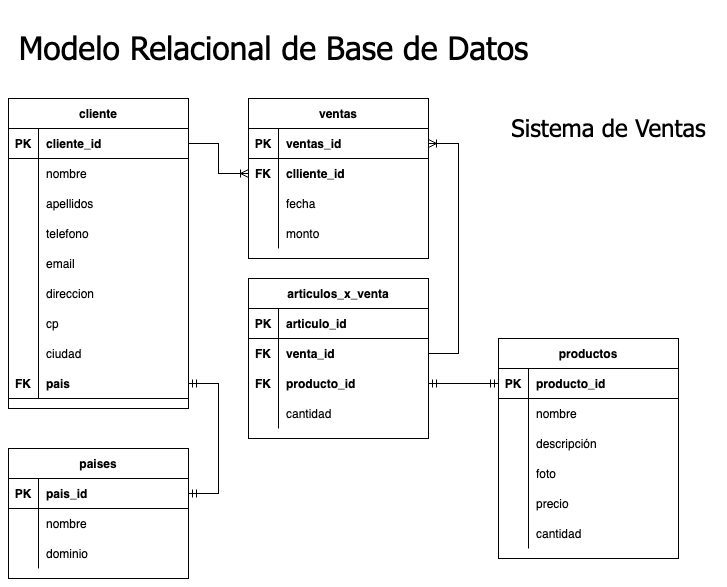 Modelo Relacional de Base de Datos
Sistema de Ventas
cliente
PK cliente_id
nombre
apellidos
telefono
email
direccion
cp
ciudad
FK pais
ventas
PK ventas_id
FK clliente_id
fecha
monto
articulos_x_venta
PK articulo_id
FK venta_id
FK producto_id
cantidad
productos
PK producto_id
nombre
descripción
foto
precio
cantidad
paises
PK pais_id
nombre
dominio